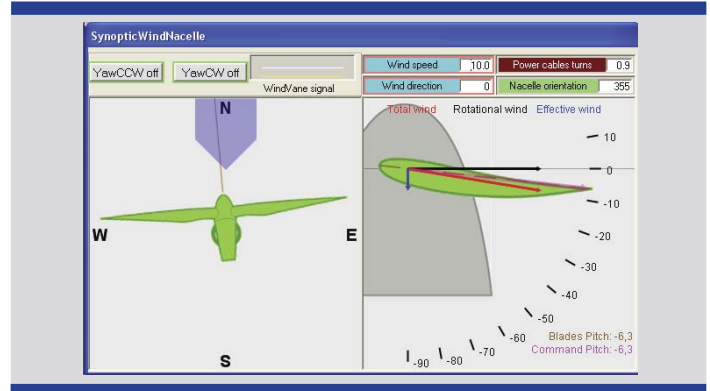 SynopticWindNacelle
YawCCW off
YawCW off
WindVane signal
Wind speed 10.0
Power cables turns 0.9
Wind direction 0
Nacelle orientation 355
N
W
E
S
Total wind Rotational wind Effective wind
10
0
-10
-20
-30
-40
-50
-60
-70
-80
-90
Blades Pitch: -6,3
Command Pitch: -6,3